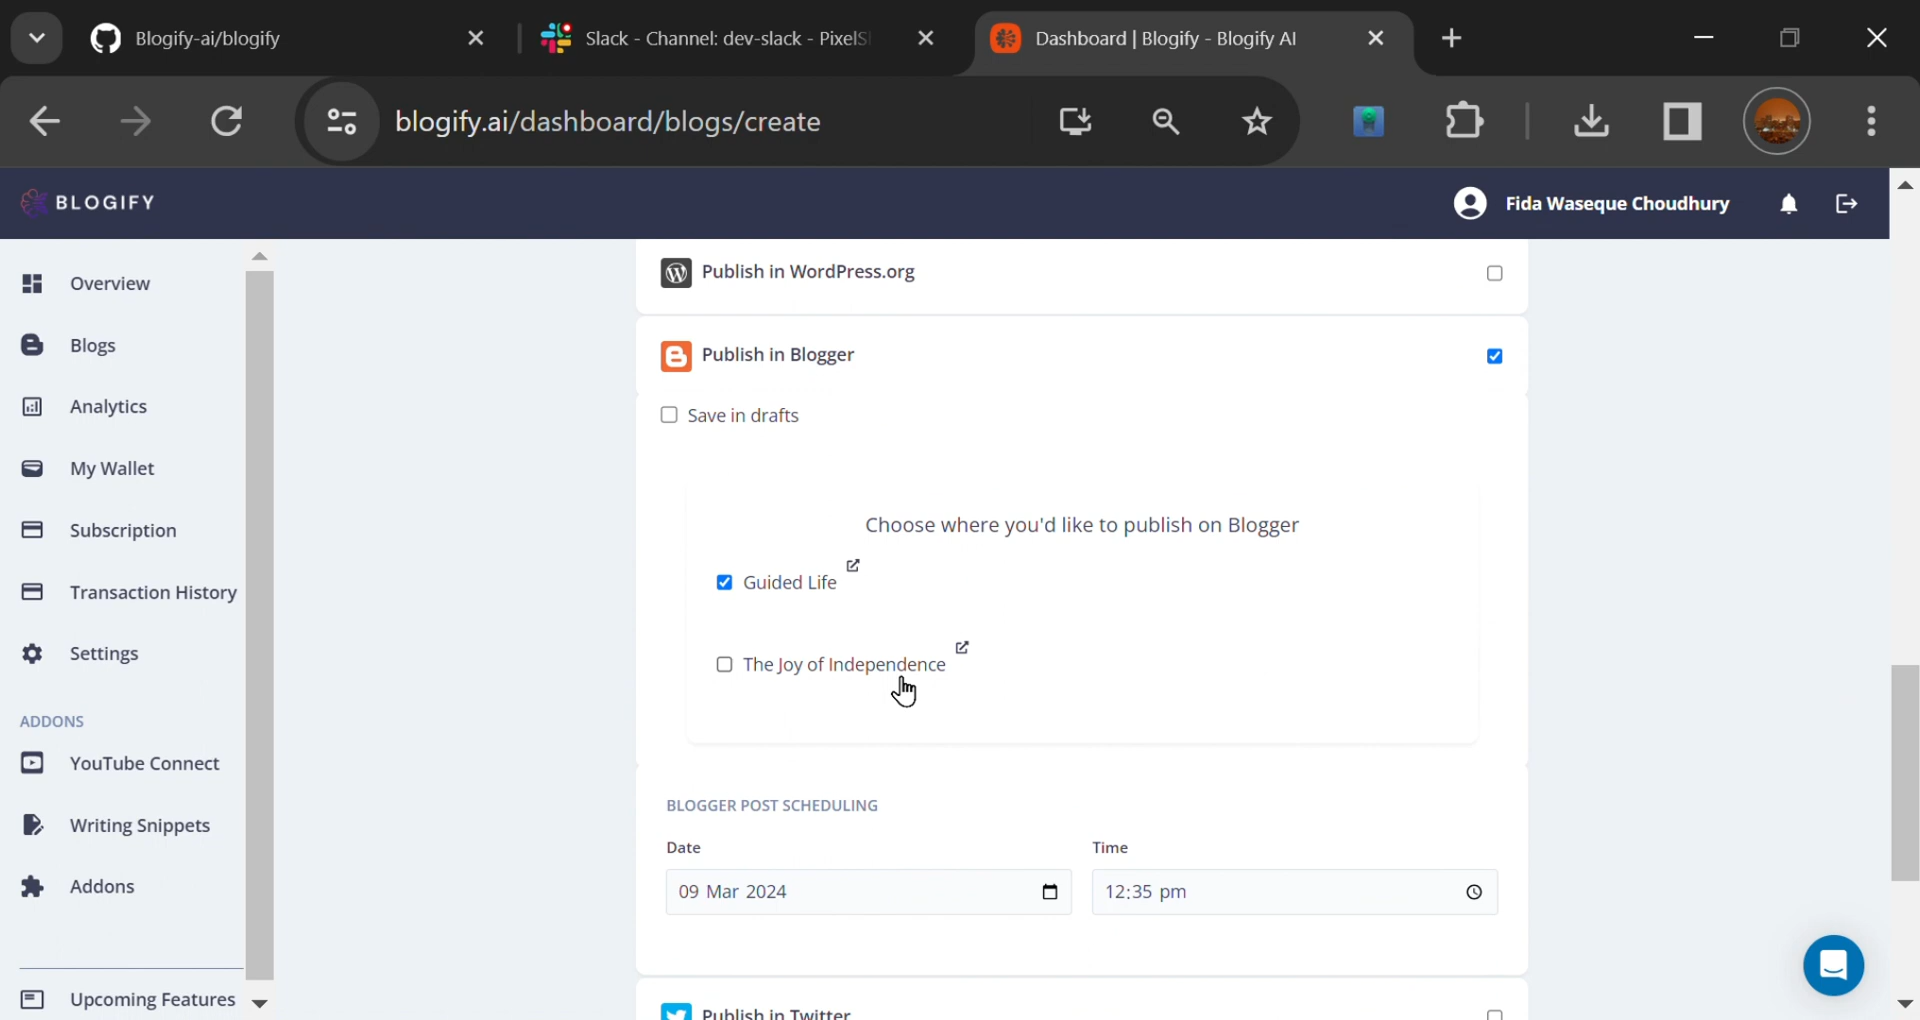 Blogify-ai/blogify
Slack - Channel: dev-slack - PixelS
Dashboard | Blogify - Blogify AI
blogify.ai/dashboard/blogs/create
BLOGIFY
Fida Waseque Choudhury
Overview
Blogs
Analytics
My Wallet
Subscription
Transaction History
Settings
ADDONS
YouTube Connect
Writing Snippets
Addons
Upcoming Features
Publish in WordPress.org
Publish in Blogger
Save in drafts
Choose where you'd like to publish on Blogger
Guided Life
The Joy of Independence
BLOGGER POST SCHEDULING
Date
Time
09 Mar 2024
12:35 pm
Publish in Twitter